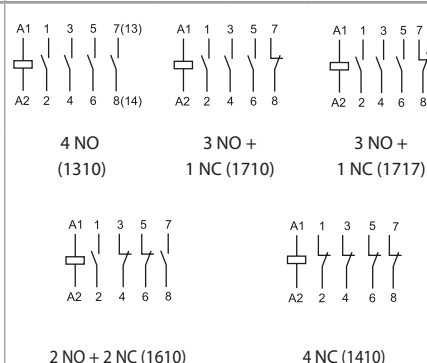 A1 1 3 5 7(13)
A2 2 4 6 8(14)
4 NO
(1310)
A1 1 3 5 7
A2 2 4 6 8
3 NO +
1 NC (1710)
A1 1 3 5 7
A2 2 4 6 8
3 NO +
1 NC (1717)
A1 1 3 5 7
A2 2 4 6 8
2 NO + 2 NC (1610)
A1 1 3 5 7
A2 2 4 6 8
4 NC (1410)